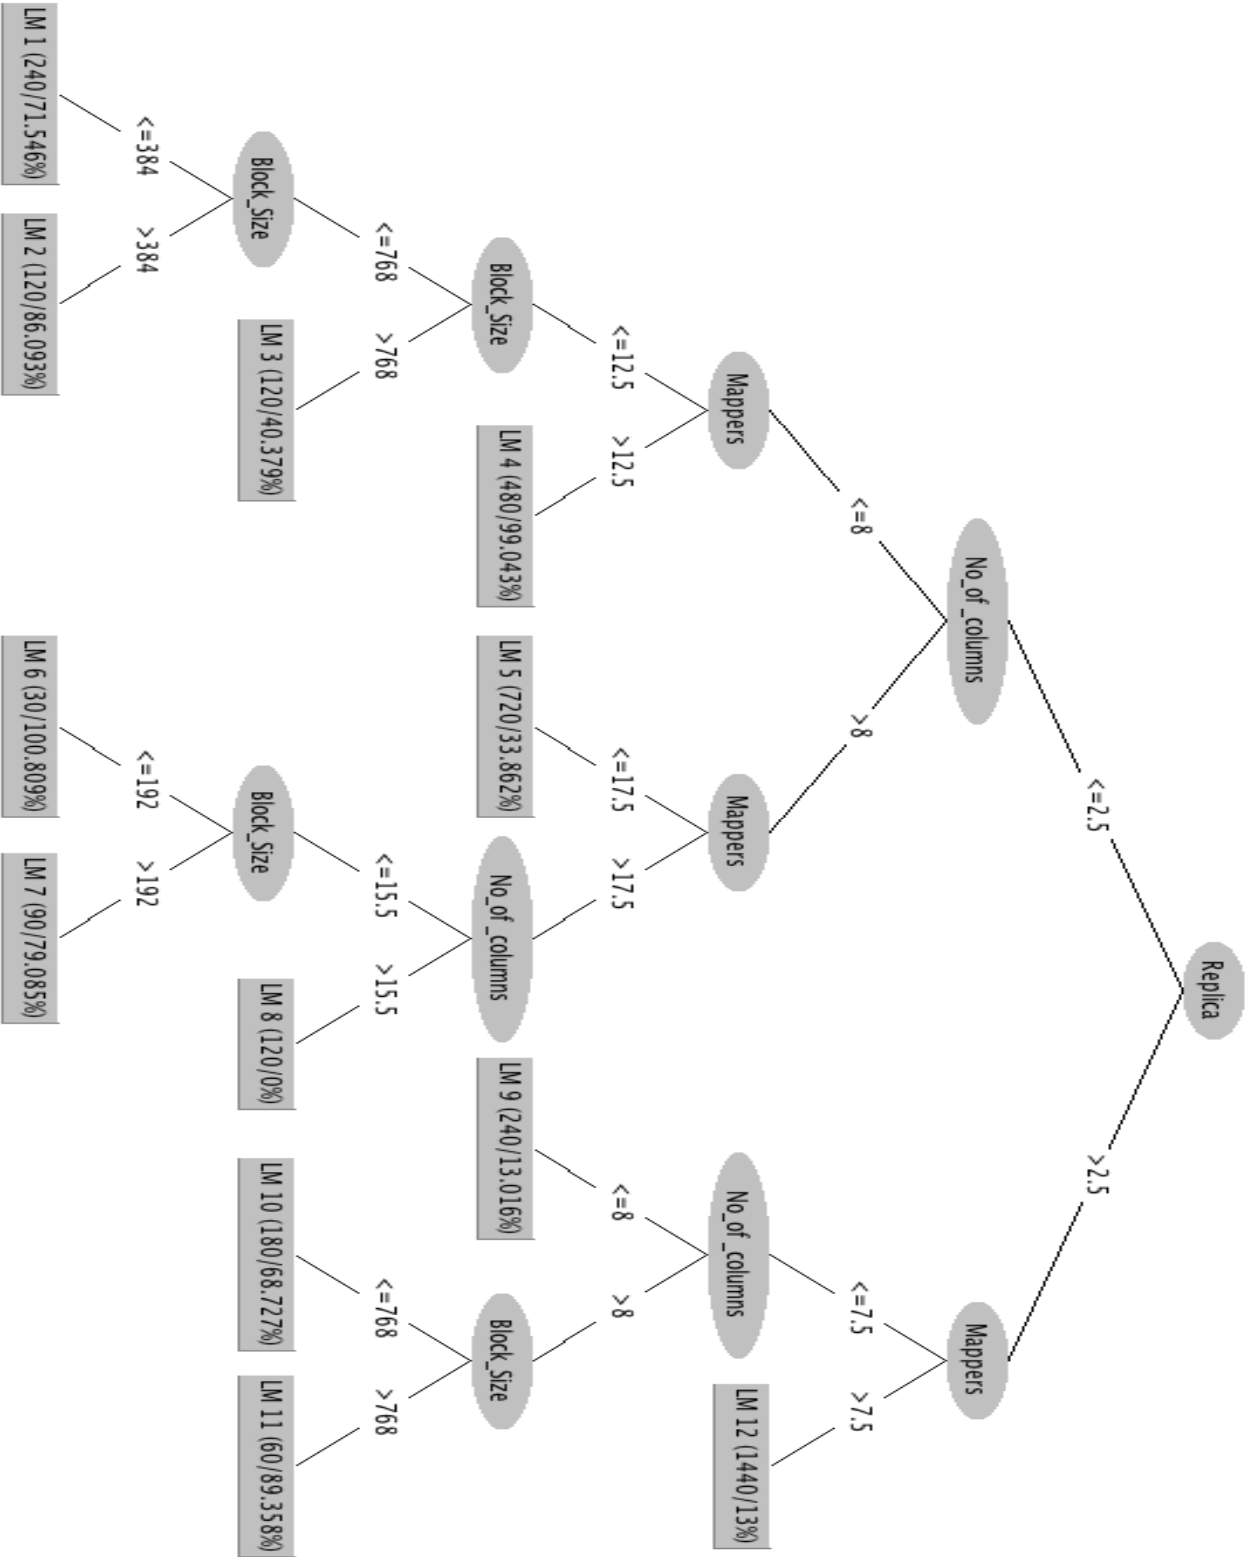 Replica
<=2.5
>2.5
No_of_columns
Mappers
<=8
>8
<=7.5
>7.5
Mappers
Mappers
No_of_columns
LM 12 (1440/13%)
<=12.5
>12.5
<=17.5
>17.5
<=8
>8
Block_Size
LM 4 (480/99.043%)
LM 5 (720/33.862%)
No_of_columns
LM 9 (240/13.016%)
Block_Size
<=768
>768
<=15.5
>15.5
<=768
>768
Block_Size
LM 3 (120/40.379%)
Block_Size
LM 8 (120/0%)
LM 10 (180/68.727%)
LM 11 (60/89.358%)
<=384
>384
<=192
>192
LM 1 (240/71.546%)
LM 2 (120/86.093%)
LM 6 (30/100.809%)
LM 7 (90/79.085%)